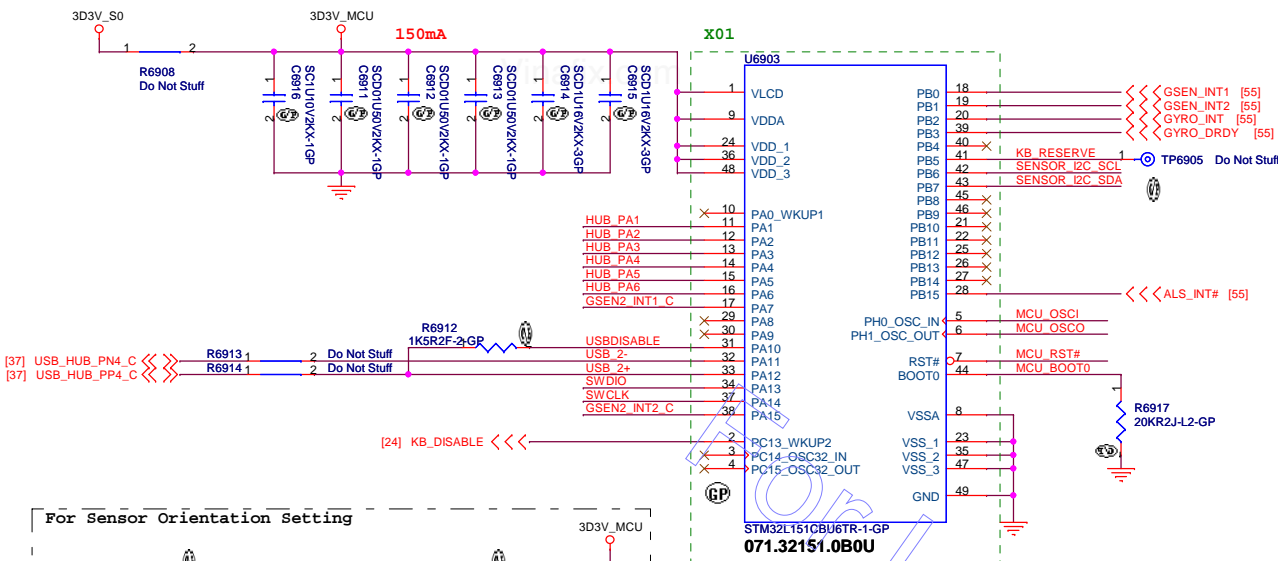 3D3V_S0
3D3V_MCU
150mA
X01
1 2
R6908
Do Not Stuff
C6916
SC1U10V2KX-1GP
C6911
SCD01U50V2KX-1GP
C6912
SCD01U50V2KX-1GP
C6913
SCD01U50V2KX-1GP
C6914
SCD1U16V2KX-3GP
C6915
SCD1U16V2KX-3GP
U6903
1 VLCD
9 VDDA
24 VDD_1
36 VDD_2
48 VDD_3
10 PA0_WKUP1
HUB_PA1 11 PA1
HUB_PA2 12 PA2
HUB_PA3 13 PA3
HUB_PA4 14 PA4
HUB_PA5 15 PA5
HUB_PA6 16 PA6
GSEN2_INT1_C 17 PA7
29 PA8
30 PA9
USBDISABLE 31 PA10
USB_2- 32 PA11
USB_2+ 33 PA12
SWDIO 34 PA13
SWCLK 37 PA14
GSEN2_INT2_C 38 PA15
[24] KB_DISABLE 2 PC13_WKUP2
3 PC14_OSC32_IN
4 PC15_OSC32_OUT
R6912
1K5R2F-2-GP
[37] USB_HUB_PN4_C R6913 1 2 Do Not Stuff
[37] USB_HUB_PP4_C R6914 1 2 Do Not Stuff
PB0 18 GSEN_INT1 [55]
PB1 19 GSEN_INT2 [55]
PB2 20 GYRO_INT [55]
PB3 39 GYRO_DRDY [55]
PB4 40
PB5 41 KB_RESERVE 1 TP6905 Do Not Stuff
PB6 42 SENSOR_I2C_SCL
PB7 43 SENSOR_I2C_SDA
PB8 45
PB9 46
PB10 21
PB11 22
PB12 25
PB13 26
PB14 27
PB15 28 ALS_INT# [55]
PH0_OSC_IN 5 MCU_OSCI
PH1_OSC_OUT 6 MCU_OSCO
RST# 7 MCU_RST#
BOOT0 44 MCU_BOOT0
1
R6917
20KR2J-L2-GP
VSSA 8
VSS_1 23
VSS_2 35
VSS_3 47
GND 49
GP
STM32L151CBU6TR-1-GP
071.32151.0B0U
For Sensor Orientation Setting
3D3V_MCU